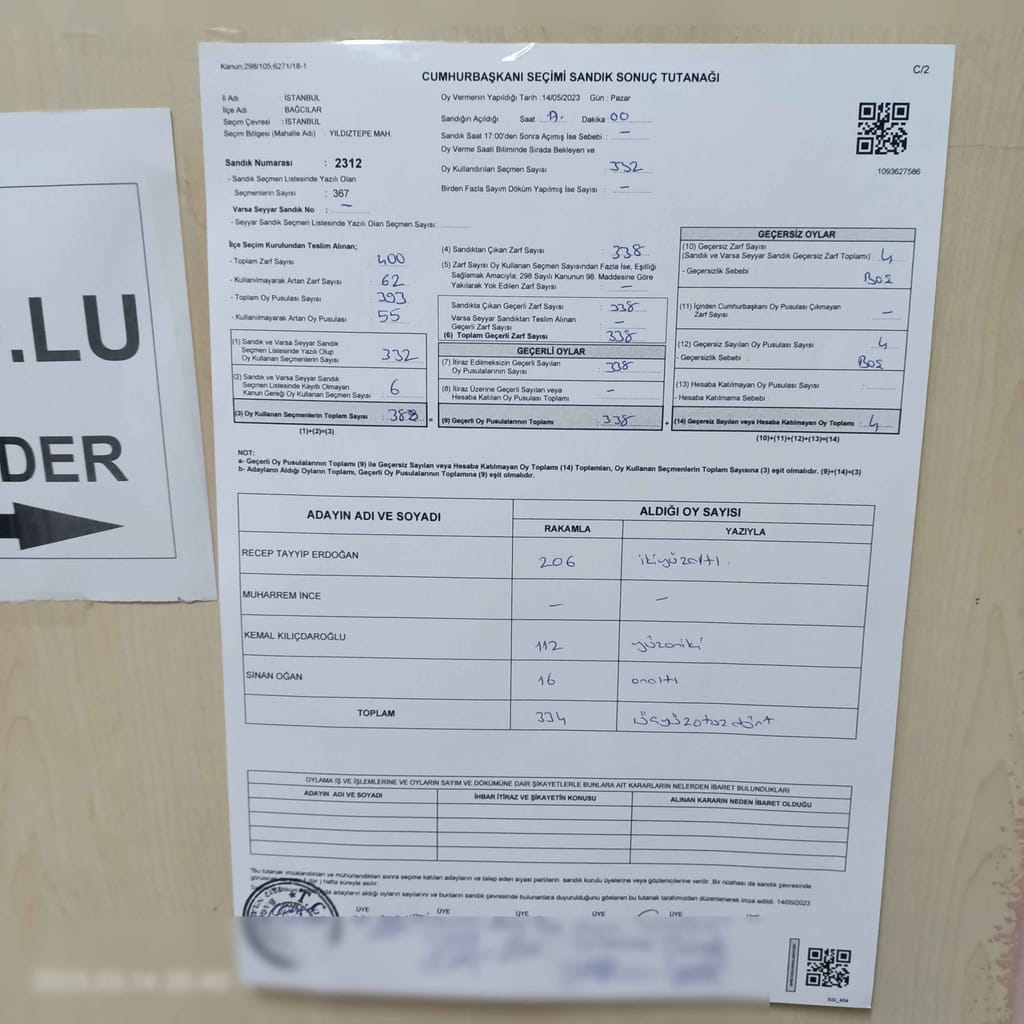 .LU
DER
Kanun:298/105,6271/18-1
CUMHURBAŞKANI SEÇİMİ SANDIK SONUÇ TUTANAĞI
C/2
İl Adı : İSTANBUL
İlçe Adı : BAĞCILAR
Seçim Çevresi : İSTANBUL
Seçim Bölgesi (Mahalle Adı) : YILDIZTEPE MAH.
Sandık Numarası : 2312
- Sandık Seçmen Listesinde Yazılı Olan
Seçmenlerin Sayısı : 367
Varsa Seyyar Sandık No : —
- Seyyar Sandık Seçmen Listesinde Yazılı Olan Seçmen Sayısı:
Oy Vermenin Yapıldığı Tarih : 14/05/2023 Gün : Pazar
Sandığın Açıldığı Saat : Dakika 00
Sandık Saat 17:00'den Sonra Açımış İse Sebebi : —
Oy Verme Saati Bitiminde Sırada Bekleyen ve
Oy Kullandırılan Seçmen Sayısı : 332
Birden Fazla Sayım Döküm Yapılmış İse Sayısı : —
1093627586
İlçe Seçim Kurulundan Teslim Alınan;
- Toplam Zarf Sayısı : 400
- Kullanılmayarak Artan Zarf Sayısı : 62
- Toplam Oy Pusulası Sayısı : 393
- Kullanılmayarak Artan Oy Pusulası : 55
(1) Sandık ve Varsa Seyyar Sandık
Seçmen Listesinde Yazılı Olup
Oy Kullanan Seçmenlerin Sayısı : 332
(2) Sandık ve Varsa Seyyar Sandık
Seçmen Listesinde Kayıtlı Olmayan
Kanun Gereği Oy Kullanan Seçmen Sayısı : 6
(3) Oy Kullanan Seçmenlerin Toplam Sayısı : 388
(1)+(2)=(3)
(4) Sandıktan Çıkan Zarf Sayısı : 338
(5) Zarf Sayısı Oy Kullanan Seçmen Sayısından Fazla İse, Eşitliği
Sağlamak Amacıyla; 298 Sayılı Kanunun 98. Maddesine Göre
Yakılarak Yok Edilen Zarf Sayısı : —
Sandıkta Çıkan Geçerli Zarf Sayısı : 338
Varsa Seyyar Sandıktan Teslim Alınan
Geçerli Zarf Sayısı : —
(6) Toplam Geçerli Zarf Sayısı : 338
GEÇERLİ OYLAR
(7) İtiraz Edilmeksizin Geçerli Sayılan
Oy Pusulalarının Sayısı : 338
(8) İtiraz Üzerine Geçerli Sayılan veya
Hesaba Katılan Oy Pusulası Toplamı : —
= (9) Geçerli Oy Pusulalarının Toplamı : 338
GEÇERSİZ OYLAR
(10) Geçersiz Zarf Sayısı
(Sandık ve Varsa Seyyar Sandık Geçersiz Zarf Toplamı) : 4
- Geçersizlik Sebebi : BOŞ
(11) İçinden Cumhurbaşkanı Oy Pusulası Çıkmayan
Zarf Sayısı : —
(12) Geçersiz Sayılan Oy Pusulası Sayısı : 4
- Geçersizlik Sebebi : BOŞ
(13) Hesaba Katılmayan Oy Pusulası Sayısı :
- Hesaba Katılmama Sebebi :
+ (14) Geçersiz Sayılan veya Hesaba Katılmayan Oy Toplamı : 4
(10)+(11)+(12)+(13)=(14)
NOT:
a- Geçerli Oy Pusulalarının Toplamı (9) ile Geçersiz Sayılan veya Hesaba Katılmayan Oy Toplamı (14) Toplamları, Oy Kullanan Seçmenlerin Toplam Sayısına (3) eşit olmalıdır. (9)+(14)=(3)
b- Adayların Aldığı Oyların Toplamı, Geçerli Oy Pusulalarının Toplamına (9) eşit olmalıdır.
ADAYIN ADI VE SOYADI
ALDIĞI OY SAYISI
RAKAMLA YAZIYLA
RECEP TAYYİP ERDOĞAN 206 ikiyüzaltı.
MUHARREM İNCE — —
KEMAL KILIÇDAROĞLU 112 yüzoniki
SİNAN OĞAN 16 onaltı
TOPLAM 334 üçyüzotuz dört
OYLAMA İŞ VE İŞLEMLERİNE VE OYLARIN SAYIM VE DÖKÜMÜNE DAİR ŞİKAYETLERLE BUNLARA AİT KARARLARIN NELERDEN İBARET BULUNDUKLARI
ADAYIN ADI VE SOYADI İHBAR İTİRAZ VE ŞİKAYETİN KONUSU ALINAN KARARIN NEDEN İBARET OLDUĞU
"Bu tutanak imzalandıktan ve mühürlendikten sonra seçime katılan adayların ve talep eden siyasi partilerin sandık kurulu üyelerine veya gözlemcilerine verilir. Bir nüshası da sandık çevresinde
hafta süreyle asılır.
adayların aldığı oyların sayılarını ve bunların sandık çevresinde bulunanlara duyurulduğunu gösteren bu tutanak tarafımızdan düzenlenerek imza edildi. 14/05/2023
ÜYE ÜYE ÜYE ÜYE ÜYE
T.C.